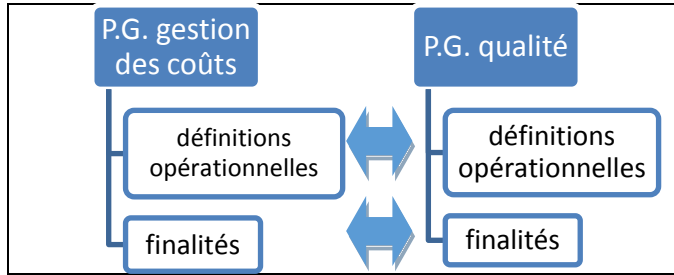 P.G. gestion
des coûts
définitions
opérationnelles
finalités
P.G. qualité
définitions
opérationnelles
finalités